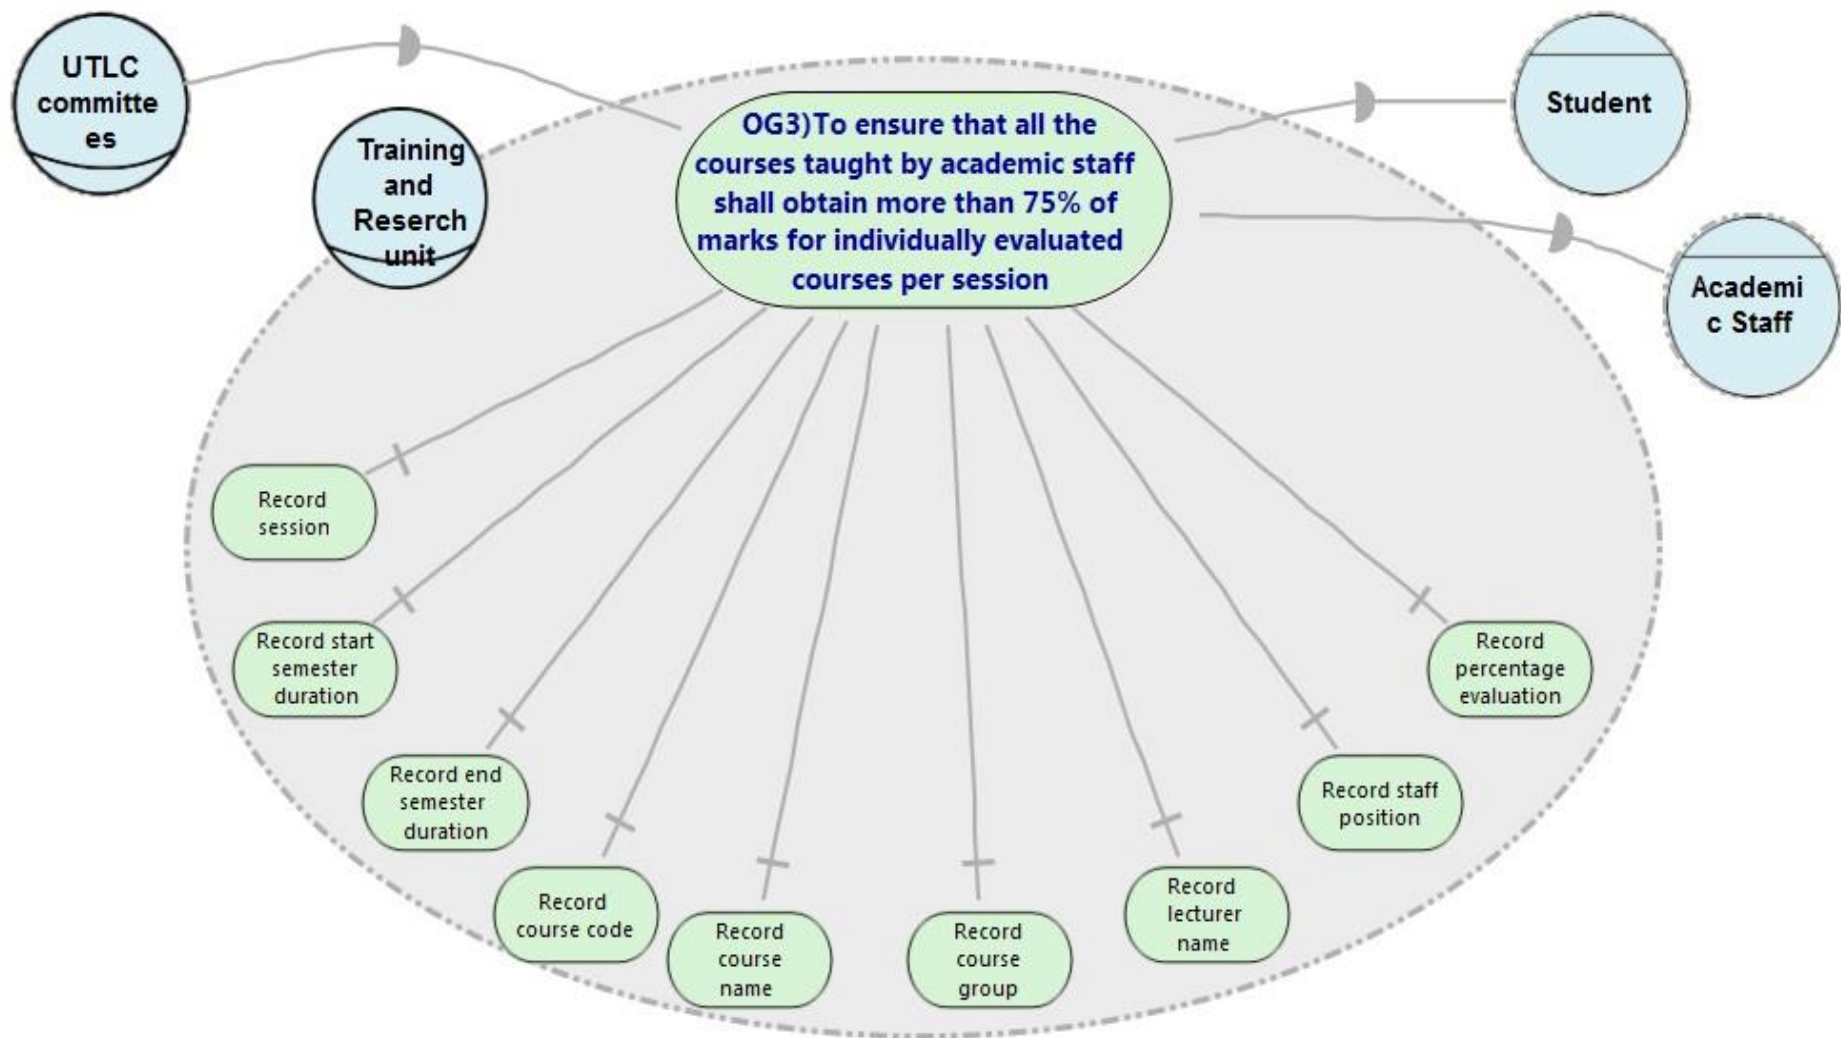 UTLC
committe
es
Training
and
Reserch
unit
OG3)To ensure that all the
courses taught by academic staff
shall obtain more than 75% of
marks for individually evaluated
courses per session
Student
Academi
c Staff
Record
session
Record start
semester
duration
Record end
semester
duration
Record
course code
Record
course
name
Record
course
group
Record
lecturer
name
Record staff
position
Record
percentage
evaluation